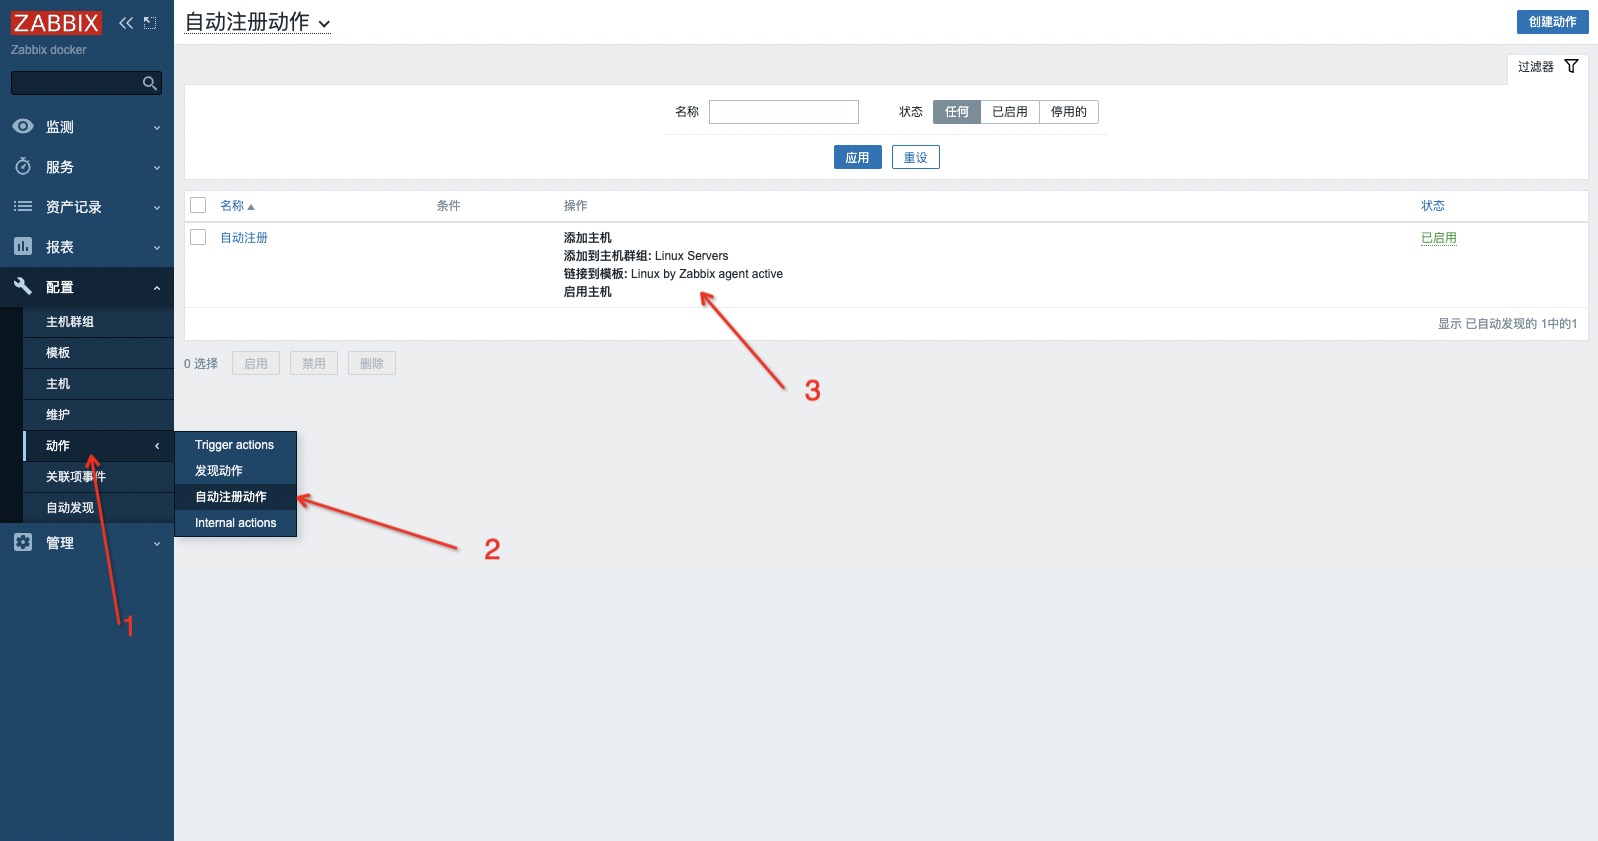 ZABBIX
Zabbix docker
监测
服务
资产记录
报表
配置
主机群组
模板
主机
维护
动作
关联项事件
自动发现
管理
Trigger actions
发现动作
自动注册动作
Internal actions
自动注册动作
创建动作
过滤器
名称 状态 任何 已启用 停用的
应用 重设
名称 条件 操作 状态
自动注册 添加主机 已启用
添加到主机群组: Linux Servers
链接到模板: Linux by Zabbix agent active
启用主机
显示 已自动发现的 1中的1
0 选择 启用 禁用 删除
3
2
1